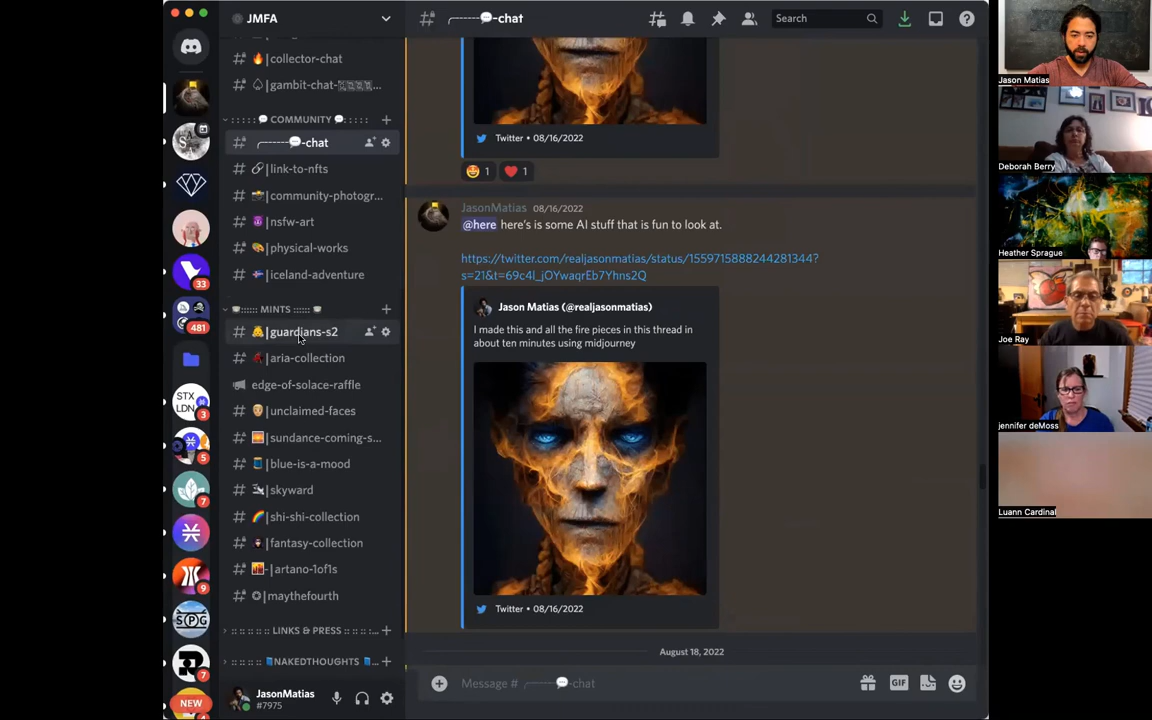 JMFA
-chat
Search
|collector-chat
|gambit-chat-
COMMUNITY
-chat
|link-to-nfts
|community-photogr...
|nsfw-art
|physical-works
|iceland-adventure
MINTS
|guardians-s2
|aria-collection
edge-of-solace-raffle
|unclaimed-faces
|sundance-coming-s...
|blue-is-a-mood
|skyward
|shi-shi-collection
|fantasy-collection
|artano-1of1s
|maythefourth
LINKS & PRESS
NAKEDTHOUGHTS
JasonMatias
#7975
33
481
STX
LDN
3
5
7
9
SPG
7
NEW
Twitter • 08/16/2022
1
1
JasonMatias 08/16/2022
@here here's is some AI stuff that is fun to look at.
https://twitter.com/realjasonmatias/status/1559715888244281344?
s=21&t=69c4l_jOYwaqrEb7Yhns2Q
Jason Matias (@realjasonmatias)
I made this and all the fire pieces in this thread in
about ten minutes using midjourney
Twitter • 08/16/2022
August 18, 2022
Message #
-chat
GIF
Jason Matias
Deborah Berry
Heather Sprague
Joe Ray
jennifer deMoss
Luann Cardinal